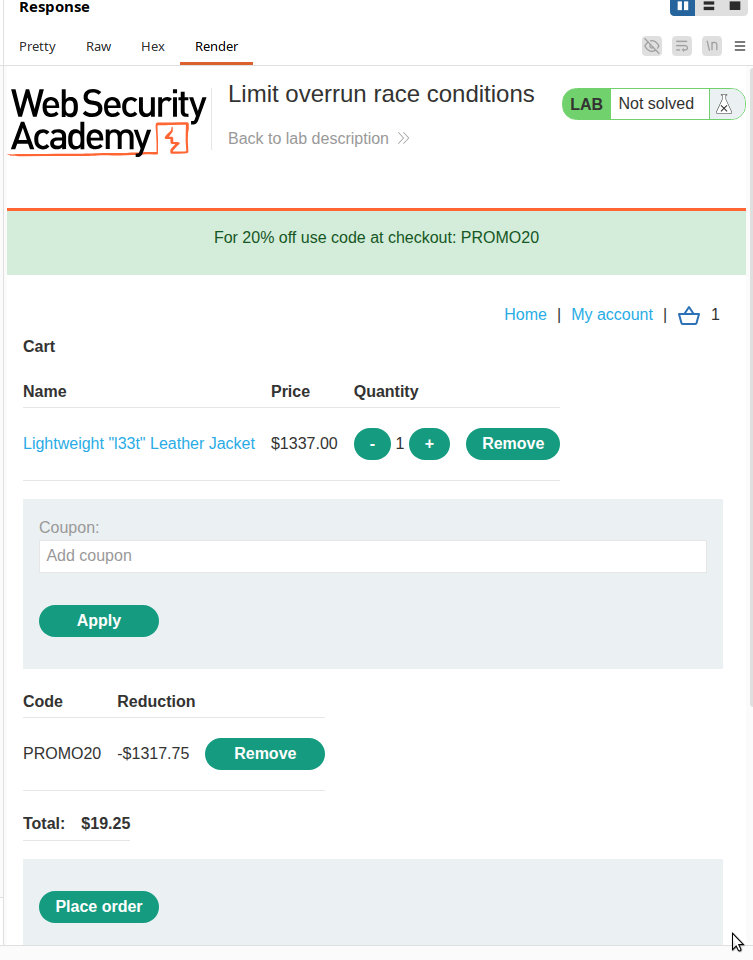 Response
Pretty Raw Hex Render \n
Web Security
Academy
Limit overrun race conditions
Back to lab description
LAB Not solved
For 20% off use code at checkout: PROMO20
Home | My account | 1
Cart
Name Price Quantity
Lightweight "l33t" Leather Jacket $1337.00 - 1 + Remove
Coupon:
Add coupon
Apply
Code Reduction
PROMO20 -$1317.75 Remove
Total: $19.25
Place order